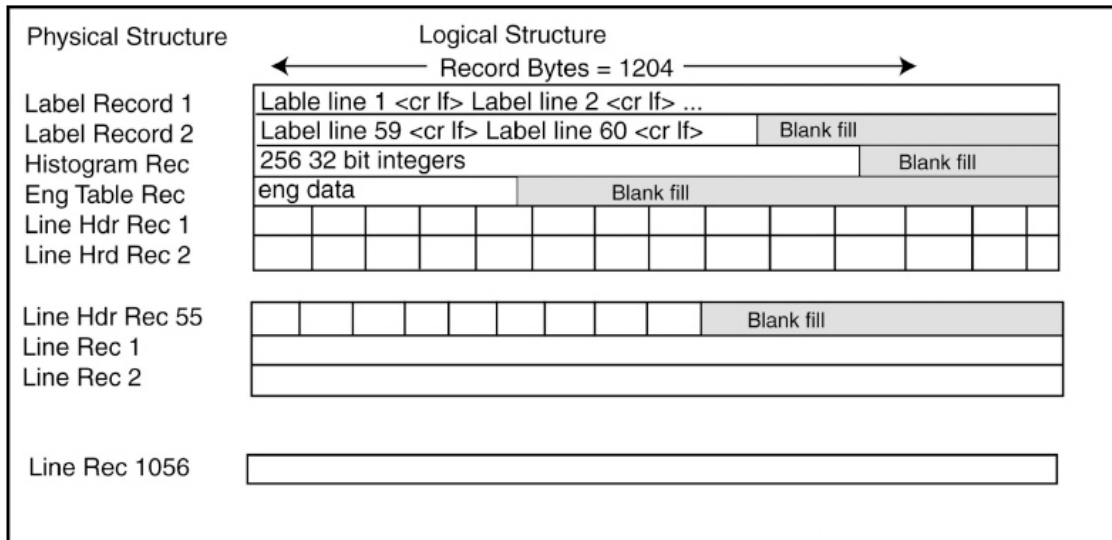 Physical Structure Logical Structure
Record Bytes = 1204
Label Record 1 Lable line 1 <cr lf> Label line 2 <cr lf> ...
Label Record 2 Label line 59 <cr lf> Label line 60 <cr lf> Blank fill
Histogram Rec 256 32 bit integers Blank fill
Eng Table Rec eng data Blank fill
Line Hdr Rec 1
Line Hrd Rec 2
Line Hdr Rec 55 Blank fill
Line Rec 1
Line Rec 2
Line Rec 1056